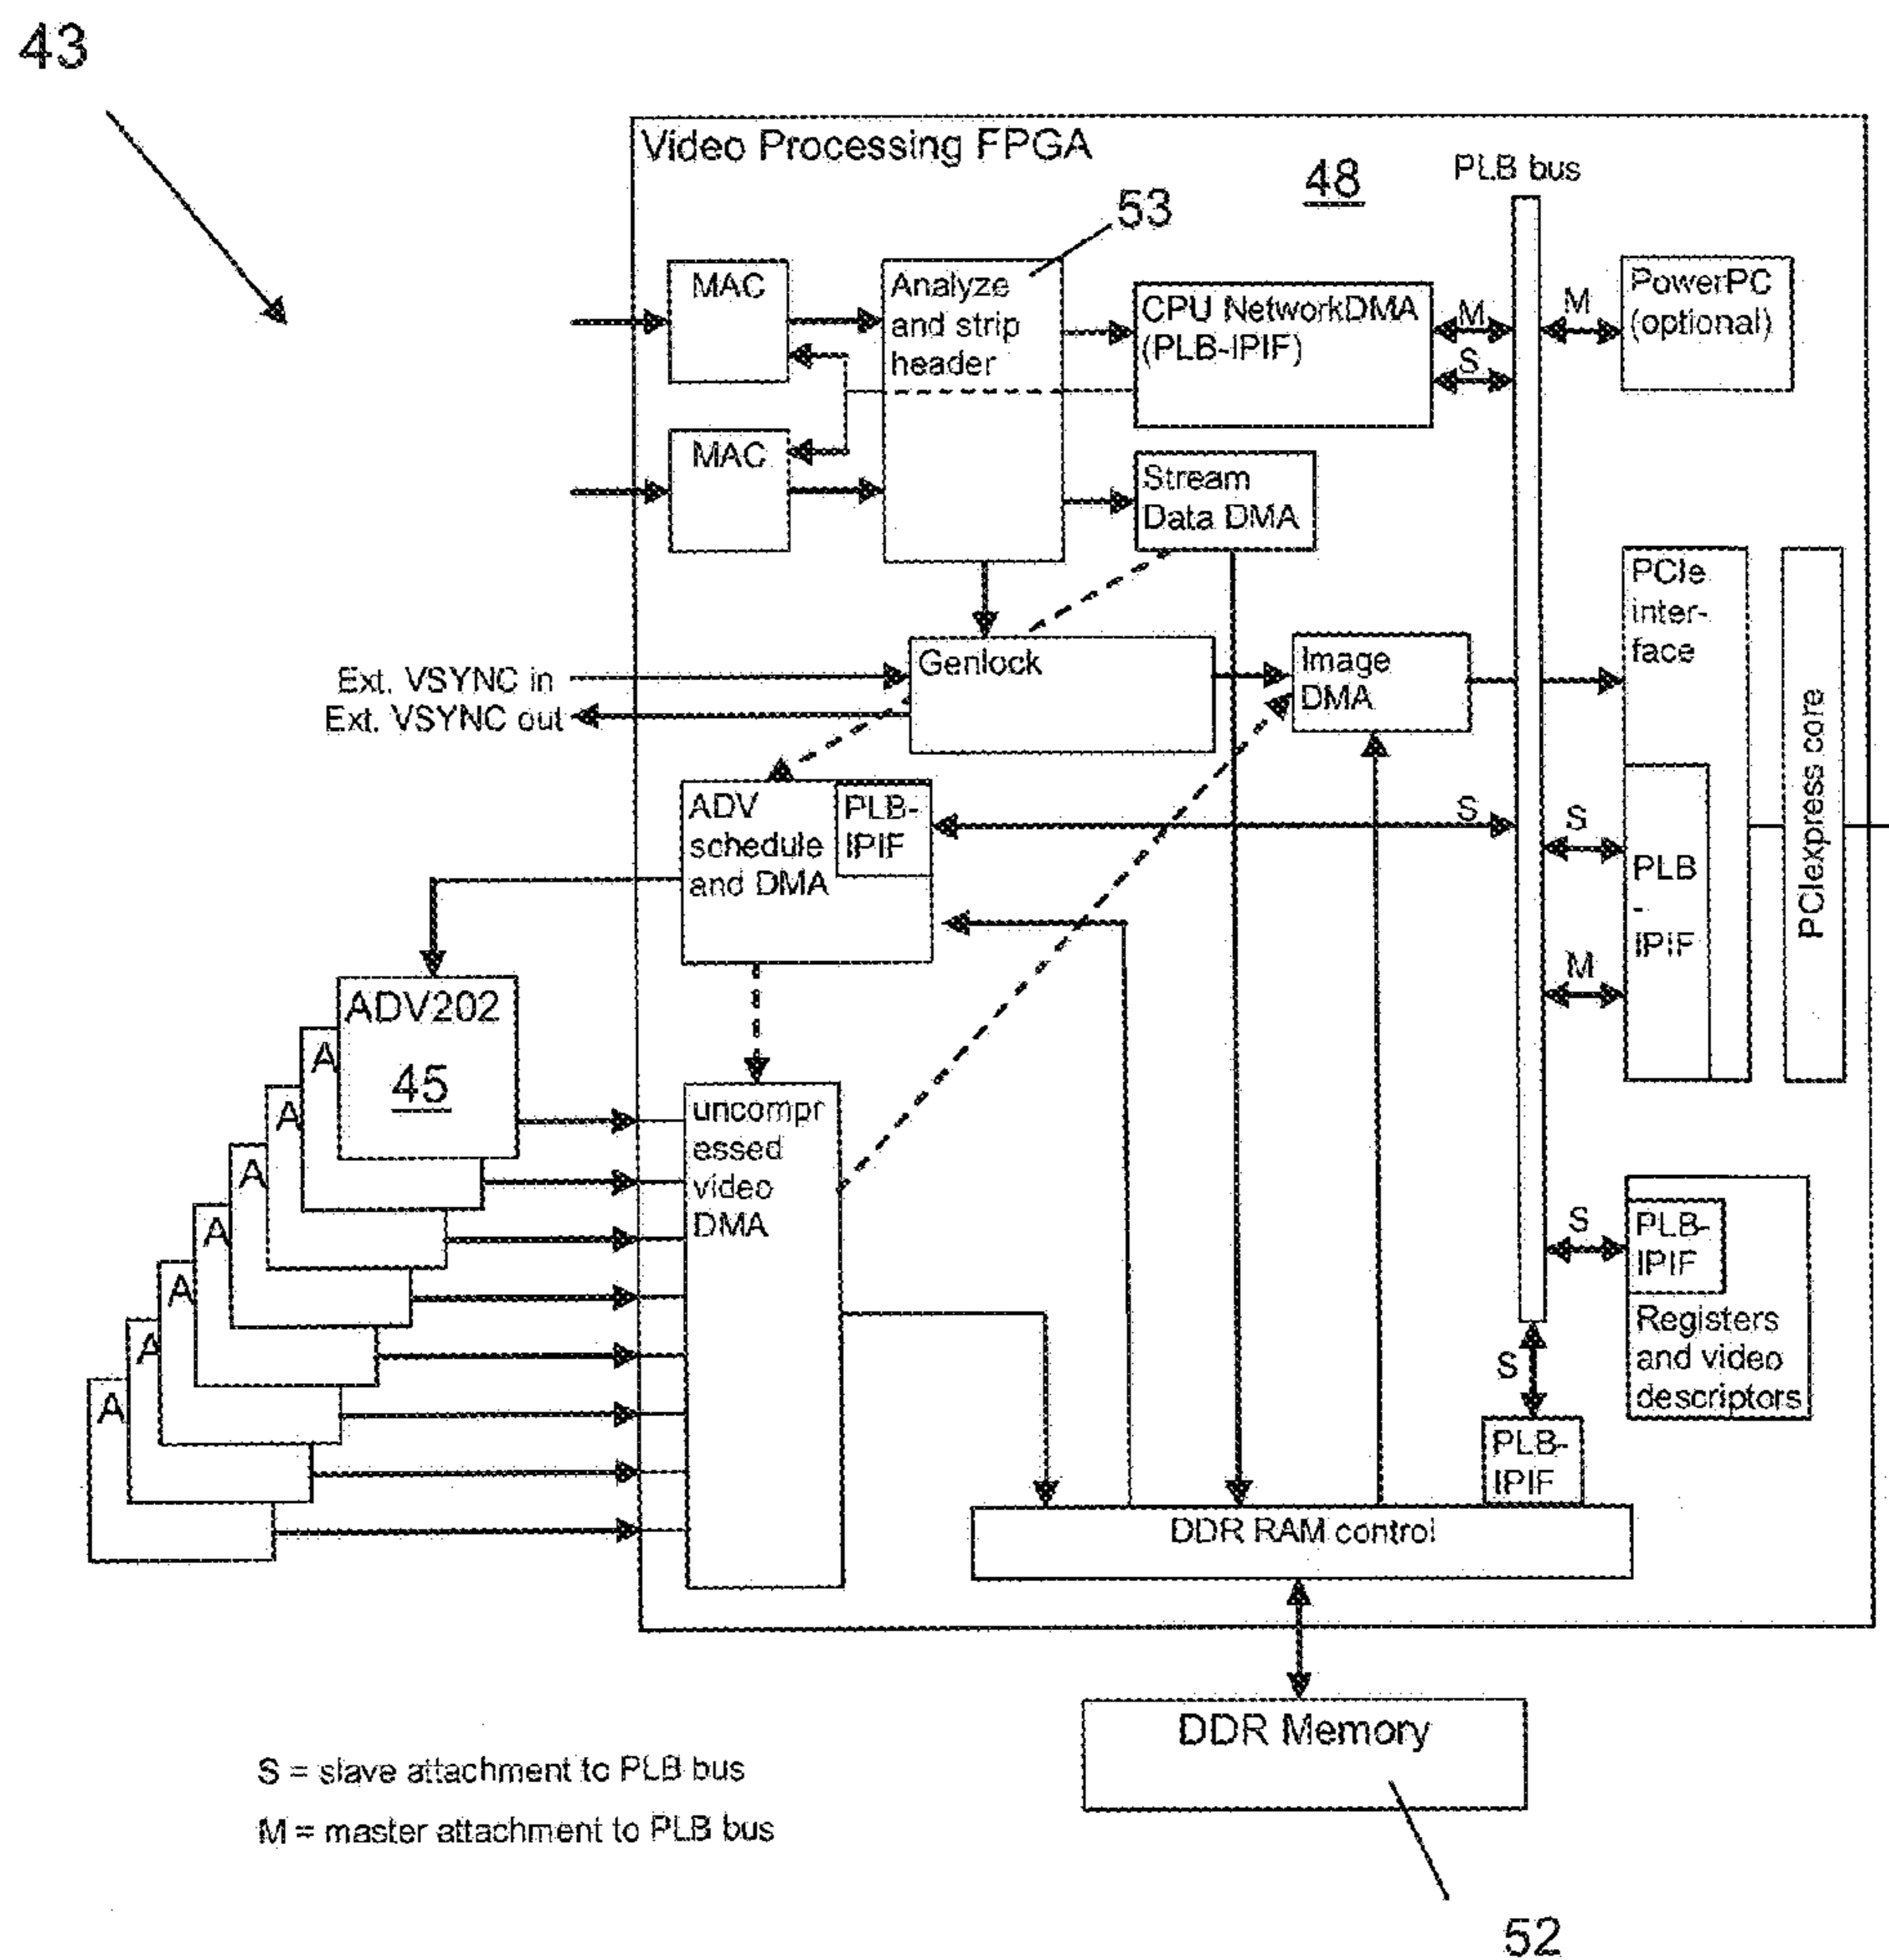 43
Video Processing FPGA
48
PLB bus
53
MAC
Analyze
and strip
header
CPU NetworkDMA
(PLB-IPIF)
M
S
M
PowerPC
(optional)
MAC
Stream
Data DMA
PCIe
inter-
face
Ext. VSYNC in
Ext. VSYNC out
Genlock
Image
DMA
PCIexpress core
ADV
schedule
and DMA
PLB-
IPIF
S
S
PLB
-
IPIF
M
ADV202
45
A
A
A
A
A
A
A
uncompr
essed
video
DMA
S
PLB-
IPIF
Registers
and video
descriptors
S
PLB-
IPIF
DDR RAM control
DDR Memory
S = slave attachment to PLB bus
M = master attachment to PLB bus
52